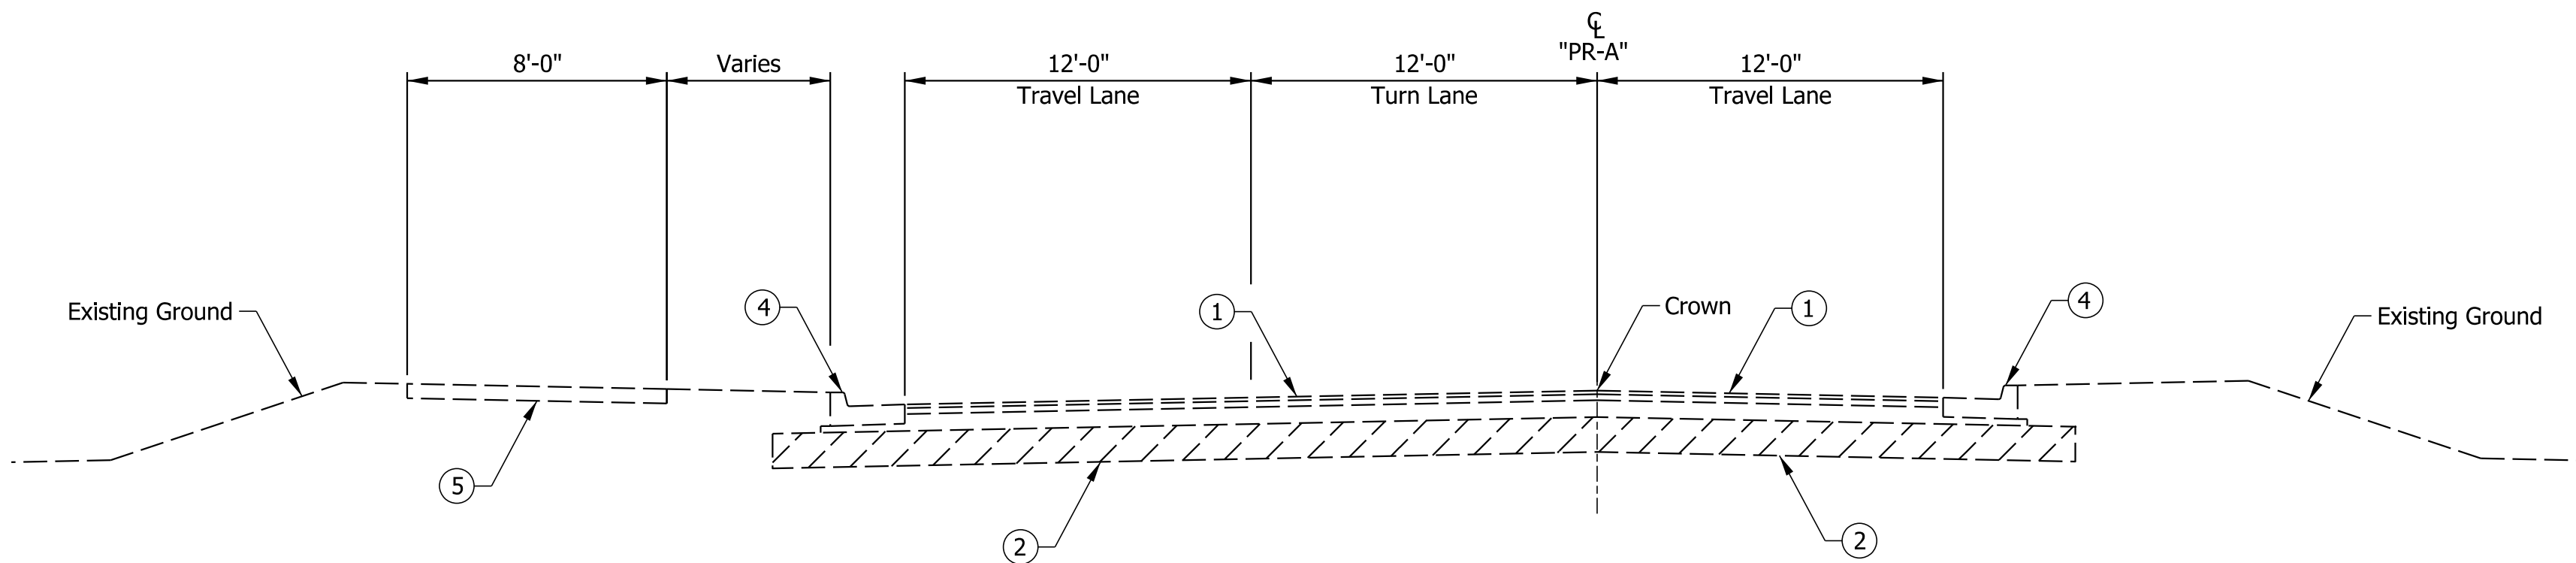 ℄
"PR-A"
8'-0"
Varies
12'-0"
12'-0"
12'-0"
Travel Lane
Turn Lane
Travel Lane
Existing Ground
4
1
Crown
1
4
Existing Ground
5
2
2